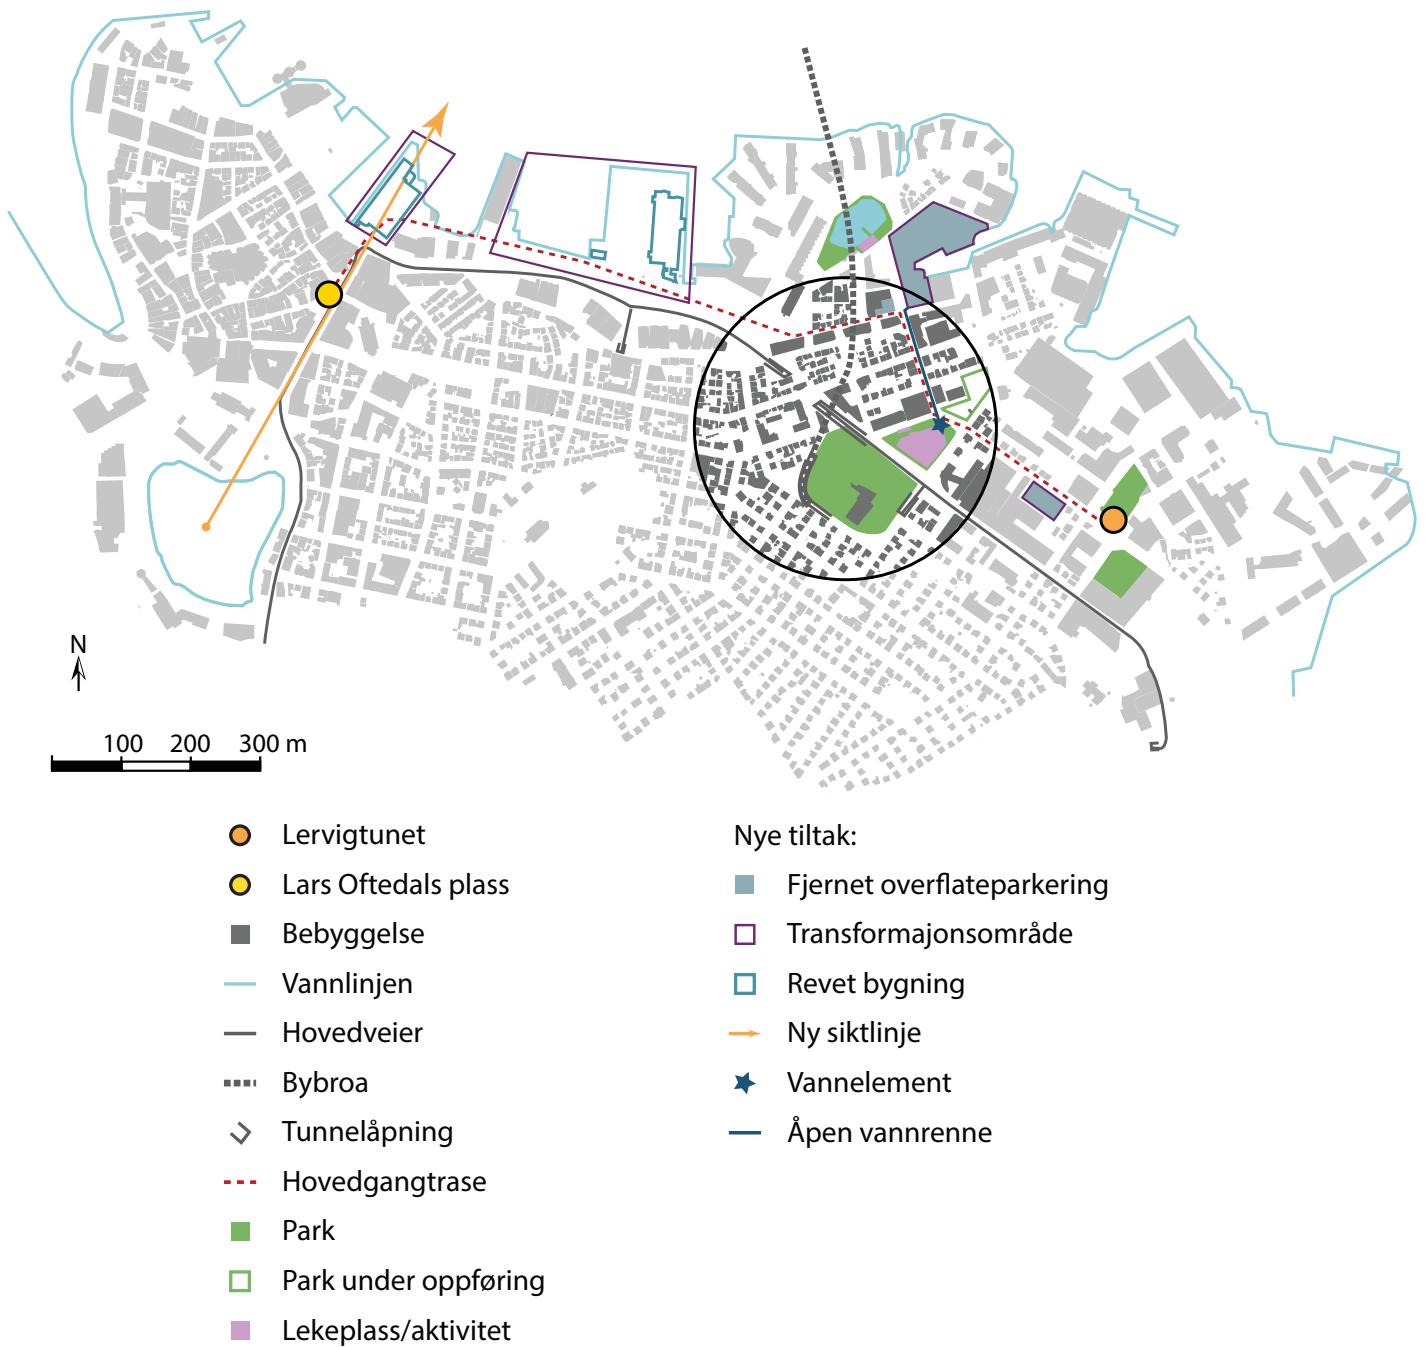 N
100 200 300 m
Lervigtunet
Lars Oftedals plass
Bebyggelse
Vannlinjen
Hovedveier
Bybroa
Tunnelåpning
Hovedgangtrase
Park
Park under oppføring
Lekeplass/aktivitet
Nye tiltak:
Fjernet overflateparkering
Transformajonsområde
Revet bygning
Ny siktlinje
Vannelement
Åpen vannrenne